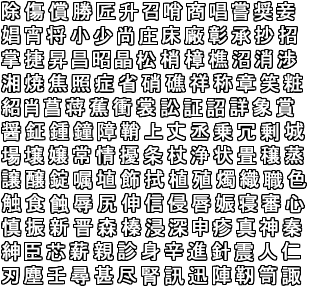 除傷償勝匠升召哨商唱嘗奨妾
娼宵将小少尚庄床廠彰承抄招
掌捷昇昌昭晶松梢樟樵沼消渉
湘焼焦照症省硝礁祥称章笑粧
紹肖菖蒋蕉衝裳訟証詔詳象賞
醤鉦鍾鐘障鞘上丈丞乗冗剰城
場壌嬢常情擾条杖浄状畳穣蒸
譲醸錠嘱埴飾拭植殖燭織職色
触食蝕辱尻伸信侵唇娠寝審心
慎振新晋森榛浸深申疹真神秦
紳臣芯薪親診身辛進針震人仁
刃塵壬尋甚尽腎訊迅陣靭笥諏